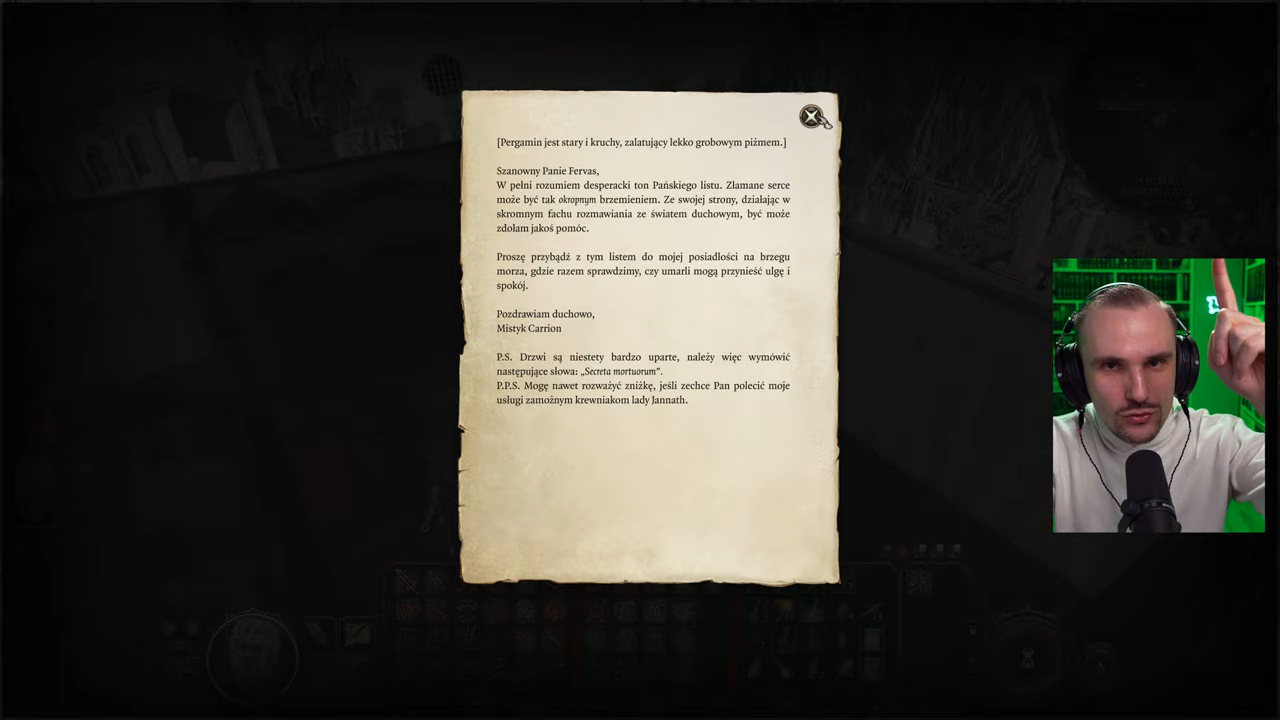 [Pergamin jest stary i kruchy, zalatujący lekko grobowym piżmem.]
Szanowny Panie Fervas,
W pełni rozumiem desperacki ton Pańskiego listu. Złamane serce
może być tak okropnym brzemieniem. Ze swojej strony, działając w
skromnym fachu rozmawiania ze światem duchowym, być może
zdołam jakoś pomóc.
Proszę przybądź z tym listem do mojej posiadłości na brzegu
morza, gdzie razem sprawdzimy, czy umarli mogą przynieść ulgę i
spokój.
Pozdrawiam duchowo,
Mistyk Carrion
P.S. Drzwi są niestety bardzo uparte, należy więc wymówić
następujące słowa: „Secreta mortuorum”.
P.P.S. Mogę nawet rozważyć zniżkę, jeśli zechce Pan polecić moje
usługi zamożnym krewniakom lady Jannath.